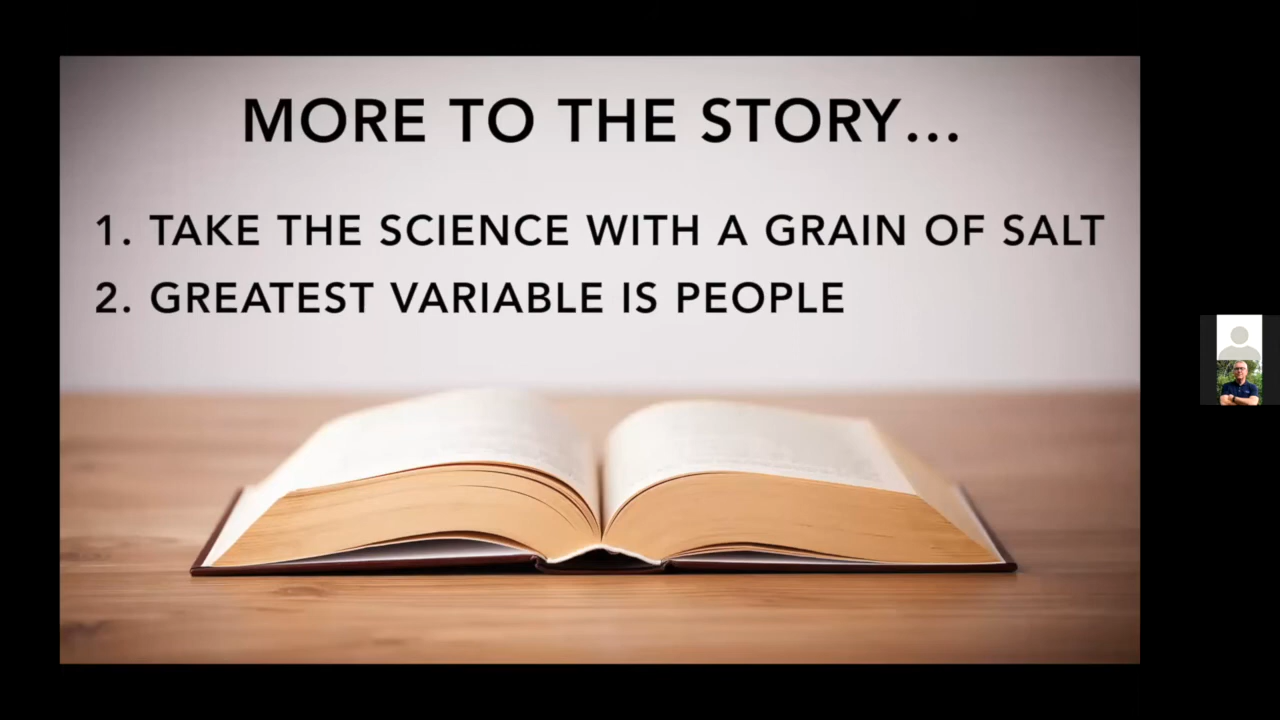 MORE TO THE STORY...
1. TAKE THE SCIENCE WITH A GRAIN OF SALT
2. GREATEST VARIABLE IS PEOPLE